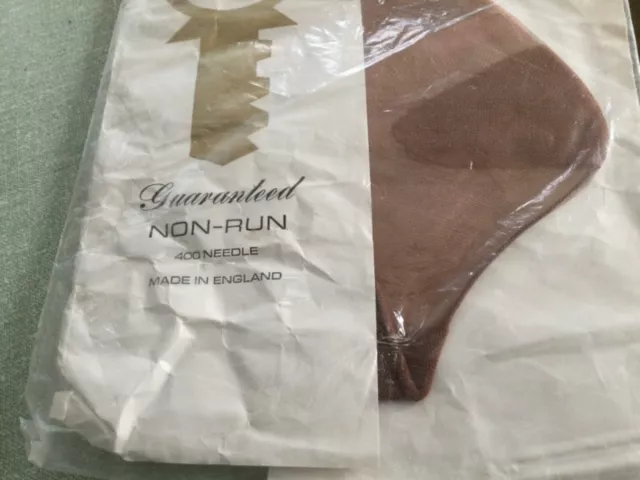 Guaranteed
NON-RUN
400 NEEDLE
MADE IN ENGLAND